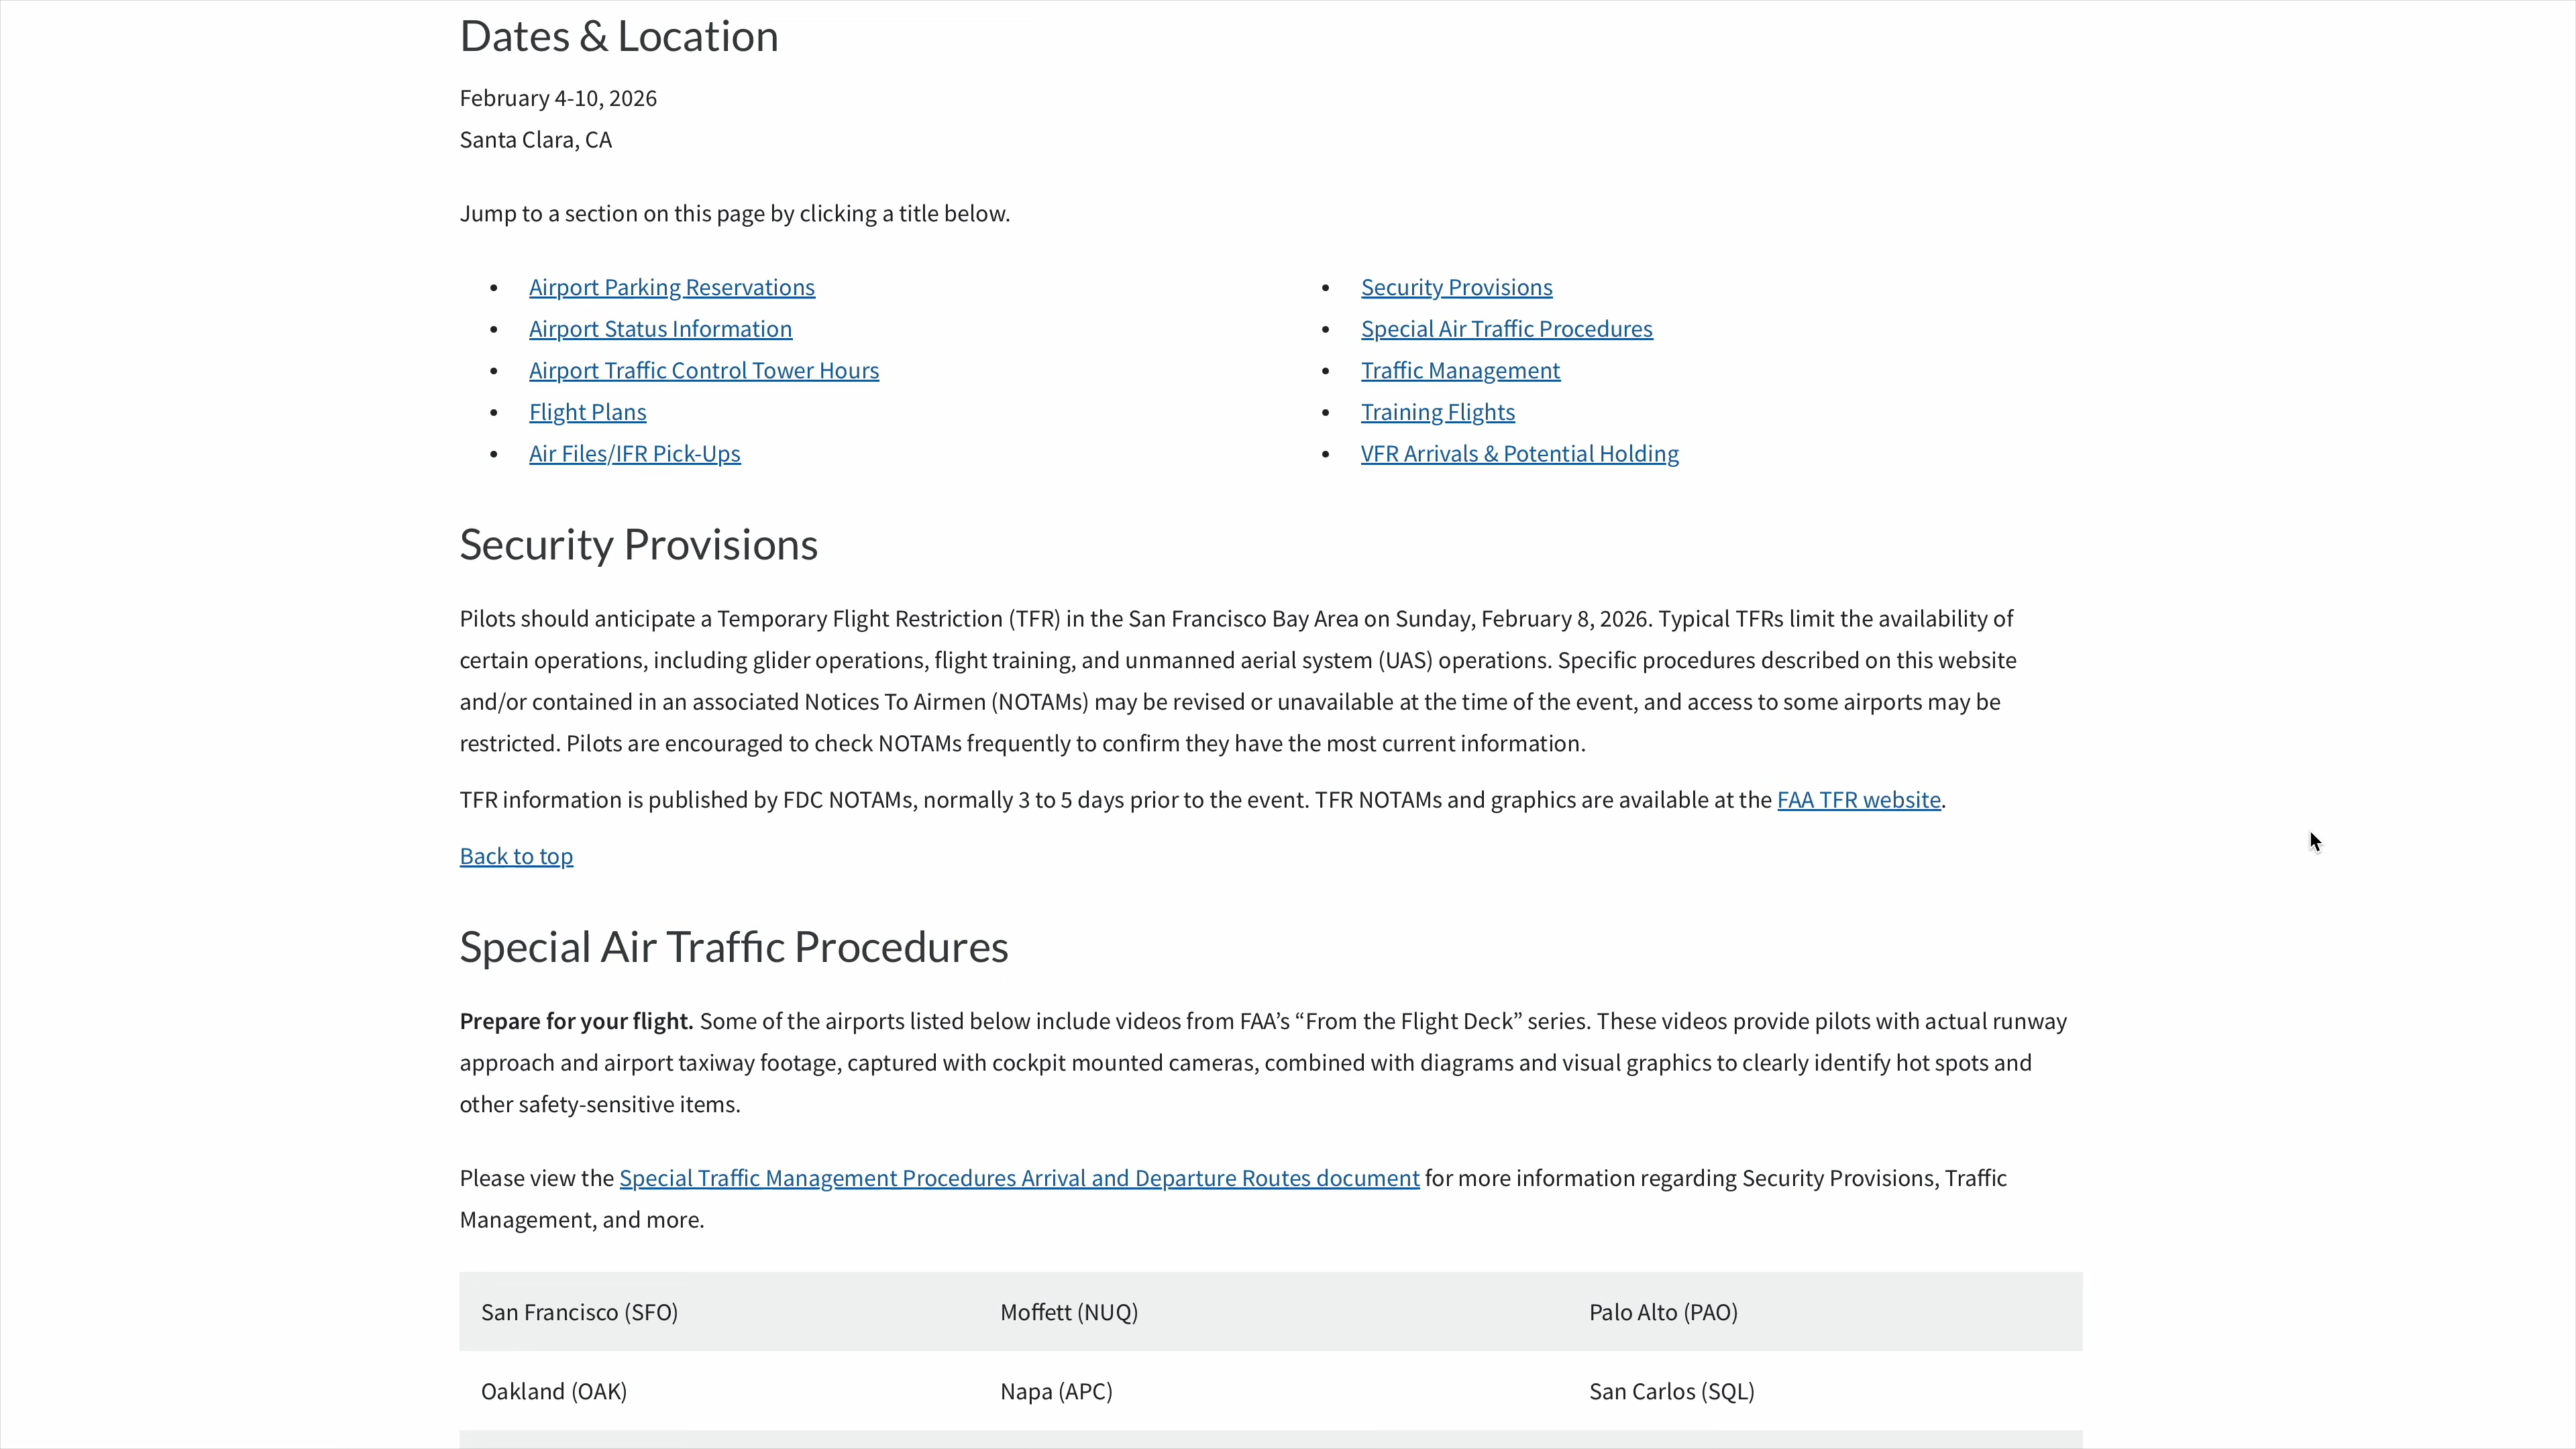 Dates & Location
February 4-10, 2026
Santa Clara, CA
Jump to a section on this page by clicking a title below.
• Airport Parking Reservations
• Airport Status Information
• Airport Traffic Control Tower Hours
• Flight Plans
• Air Files/IFR Pick-Ups
• Security Provisions
• Special Air Traffic Procedures
• Traffic Management
• Training Flights
• VFR Arrivals & Potential Holding
Security Provisions
Pilots should anticipate a Temporary Flight Restriction (TFR) in the San Francisco Bay Area on Sunday, February 8, 2026. Typical TFRs limit the availability of
certain operations, including glider operations, flight training, and unmanned aerial system (UAS) operations. Specific procedures described on this website
and/or contained in an associated Notices To Airmen (NOTAMs) may be revised or unavailable at the time of the event, and access to some airports may be
restricted. Pilots are encouraged to check NOTAMs frequently to confirm they have the most current information.
TFR information is published by FDC NOTAMs, normally 3 to 5 days prior to the event. TFR NOTAMs and graphics are available at the FAA TFR website.
Back to top
Special Air Traffic Procedures
Prepare for your flight. Some of the airports listed below include videos from FAA’s “From the Flight Deck” series. These videos provide pilots with actual runway
approach and airport taxiway footage, captured with cockpit mounted cameras, combined with diagrams and visual graphics to clearly identify hot spots and
other safety-sensitive items.
Please view the Special Traffic Management Procedures Arrival and Departure Routes document for more information regarding Security Provisions, Traffic
Management, and more.
San Francisco (SFO) Moffett (NUQ) Palo Alto (PAO)
Oakland (OAK) Napa (APC) San Carlos (SQL)